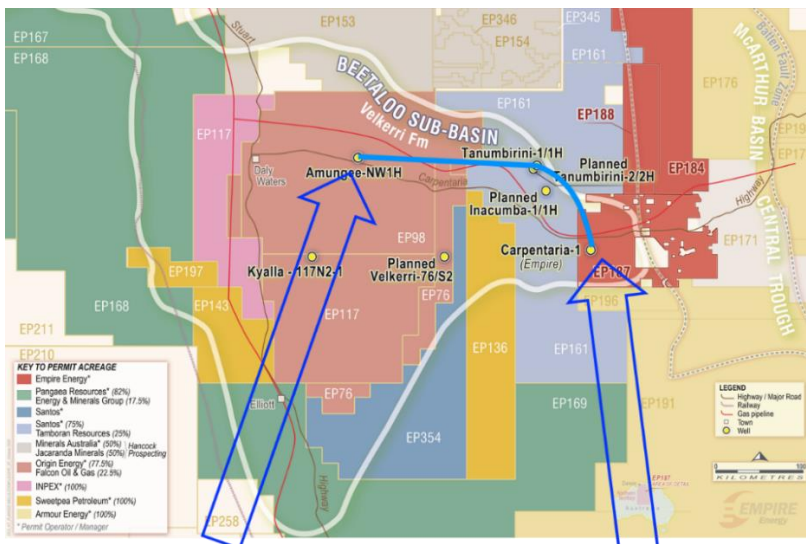 EP167
EP168
EP153
EP346
EP154
EP345
EP161
EP176
Batten Fault Zone
McARTHUR BASIN
CENTRAL TROUGH
Stuart
BEETALOO SUB-BASIN
Velkerri Fm
EP161
EP188
EP117
Tanumbirini-1/1H
Planned
Tanumbirini-2/2H
Daly
Waters
Amungee-NW1H
Carpentaria
Planned
Inacumba-1/1H
EP184
Highway
EP98
Carpentaria-1
(Empire)
EP171
EP187
EP197
Kyalla - 117N2-1
Planned
Velkerri-76/S2
EP76
EP168
EP143
EP117
EP196
EP211
EP210
EP136
EP161
EP76
EP191
Elliott
EP169
EP354
Highway
EP258
KEY TO PERMIT ACREAGE
Empire Energy*
Pangaea Resources* (82%)
Energy & Minerals Group (17.5%)
Santos*
Santos* (75%)
Tamboran Resources (25%)
Minerals Australia* (50%)
Jacaranda Minerals (50%)
Hancock
Prospecting
Origin Energy* (77.5%)
Falcon Oil & Gas (22.5%)
INPEX* (100%)
Sweetpea Petroleum* (100%)
Armour Energy* (100%)
* Permit Operator / Manager
LEGEND
Highway / Major Road
Railway
Gas pipeline
Town
Well
KILOMETRES
EMPIRE
ENERGY